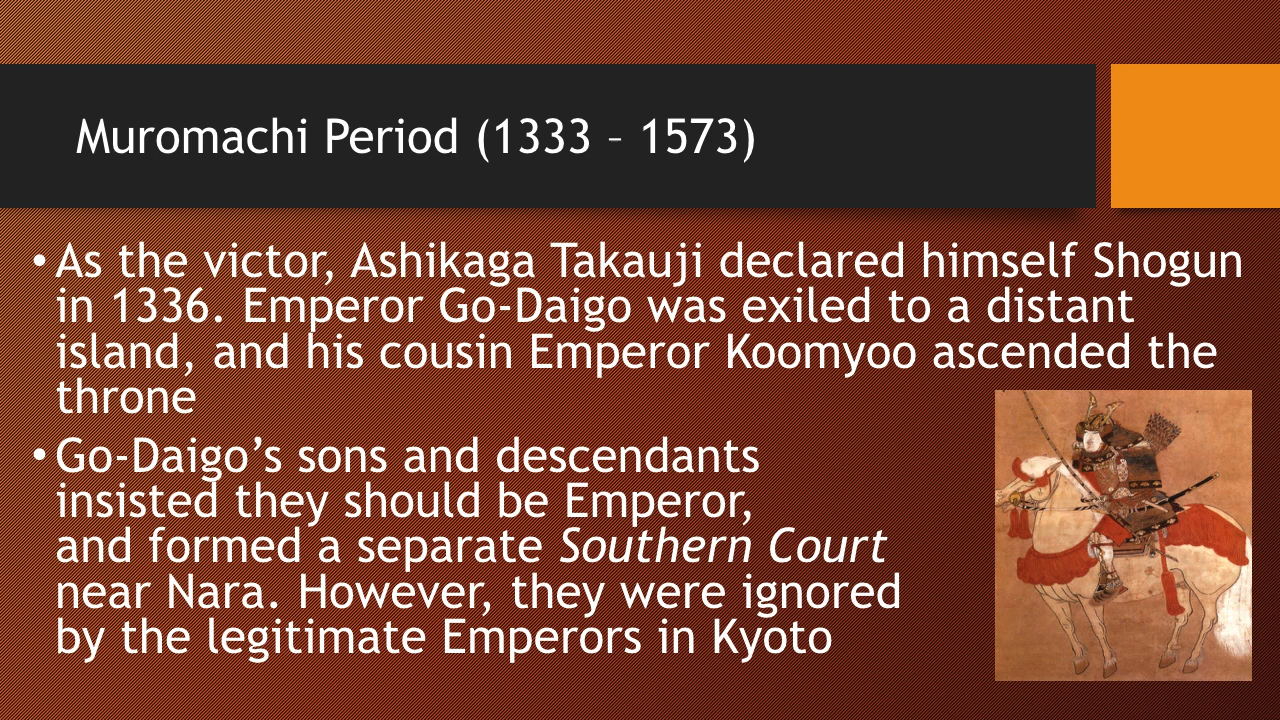 Muromachi Period (1333 – 1573)
• As the victor, Ashikaga Takauji declared himself Shogun
in 1336. Emperor Go-Daigo was exiled to a distant
island, and his cousin Emperor Koomyoo ascended the
throne
• Go-Daigo’s sons and descendants
insisted they should be Emperor,
and formed a separate Southern Court
near Nara. However, they were ignored
by the legitimate Emperors in Kyoto